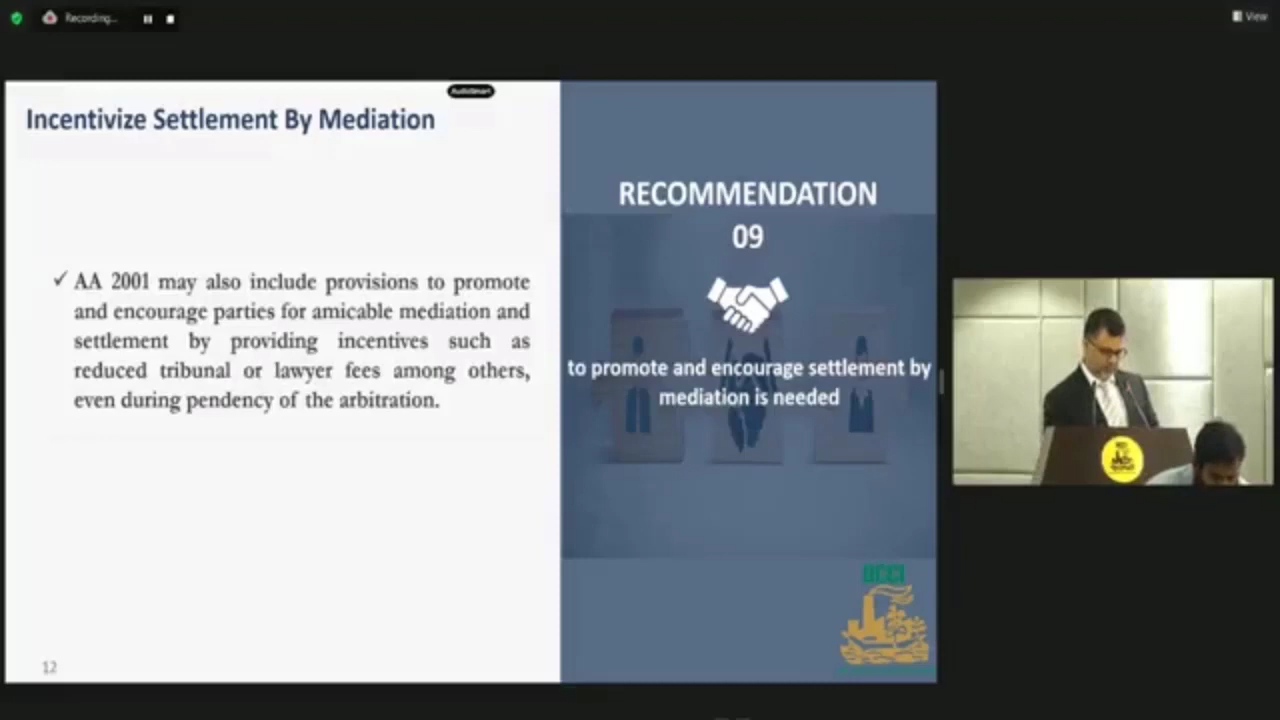 Recording...
View
AudioSmart
Incentivize Settlement By Mediation
✓ AA 2001 may also include provisions to promote
and encourage parties for amicable mediation and
settlement by providing incentives such as
reduced tribunal or lawyer fees among others,
even during pendency of the arbitration.
12
RECOMMENDATION
09
to promote and encourage settlement by
mediation is needed